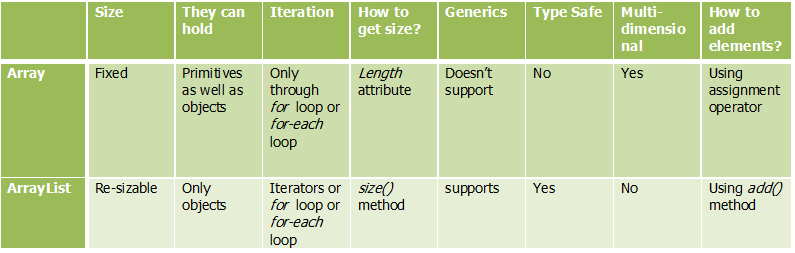 Size
They can
hold
Iteration
How to
get size?
Generics
Type Safe
Multi-
dimensio
nal
How to
add
elements?
Array
Fixed
Primitives
as well as
objects
Only
through
for loop or
for-each
loop
Length
attribute
Doesn't
support
No
Yes
Using
assignment
operator
ArrayList
Re-sizable
Only
objects
Iterators or
for loop or
for-each
loop
size()
method
supports
Yes
No
Using add()
method